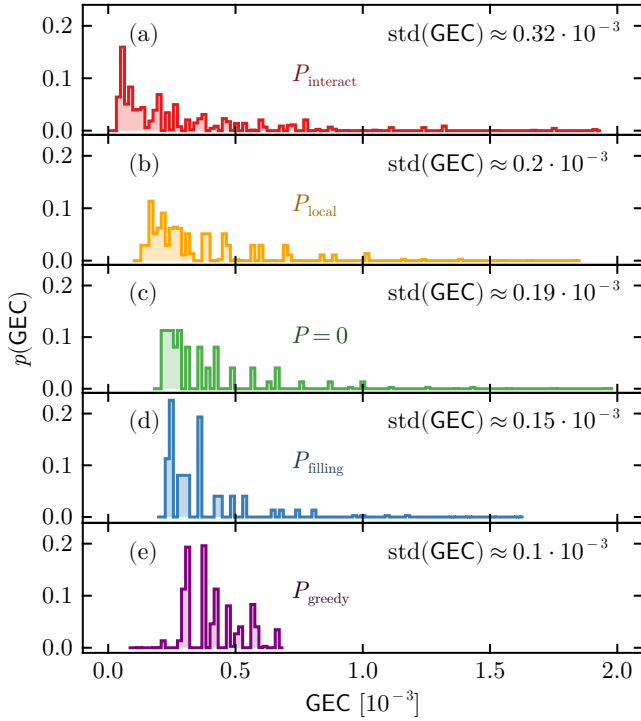 0.2
(a)
std(GEC) ≈ 0.32 · 10⁻³
0.1
P_interact
0.0
0.2
(b)
std(GEC) ≈ 0.2 · 10⁻³
0.1
P_local
0.0
0.2
(c)
std(GEC) ≈ 0.19 · 10⁻³
0.1
P = 0
0.0
p(GEC)
0.2
(d)
std(GEC) ≈ 0.15 · 10⁻³
0.1
P_filling
0.0
0.2
(e)
std(GEC) ≈ 0.1 · 10⁻³
0.1
P_greedy
0.0
0.0 0.5 1.0 1.5 2.0
GEC [10⁻³]